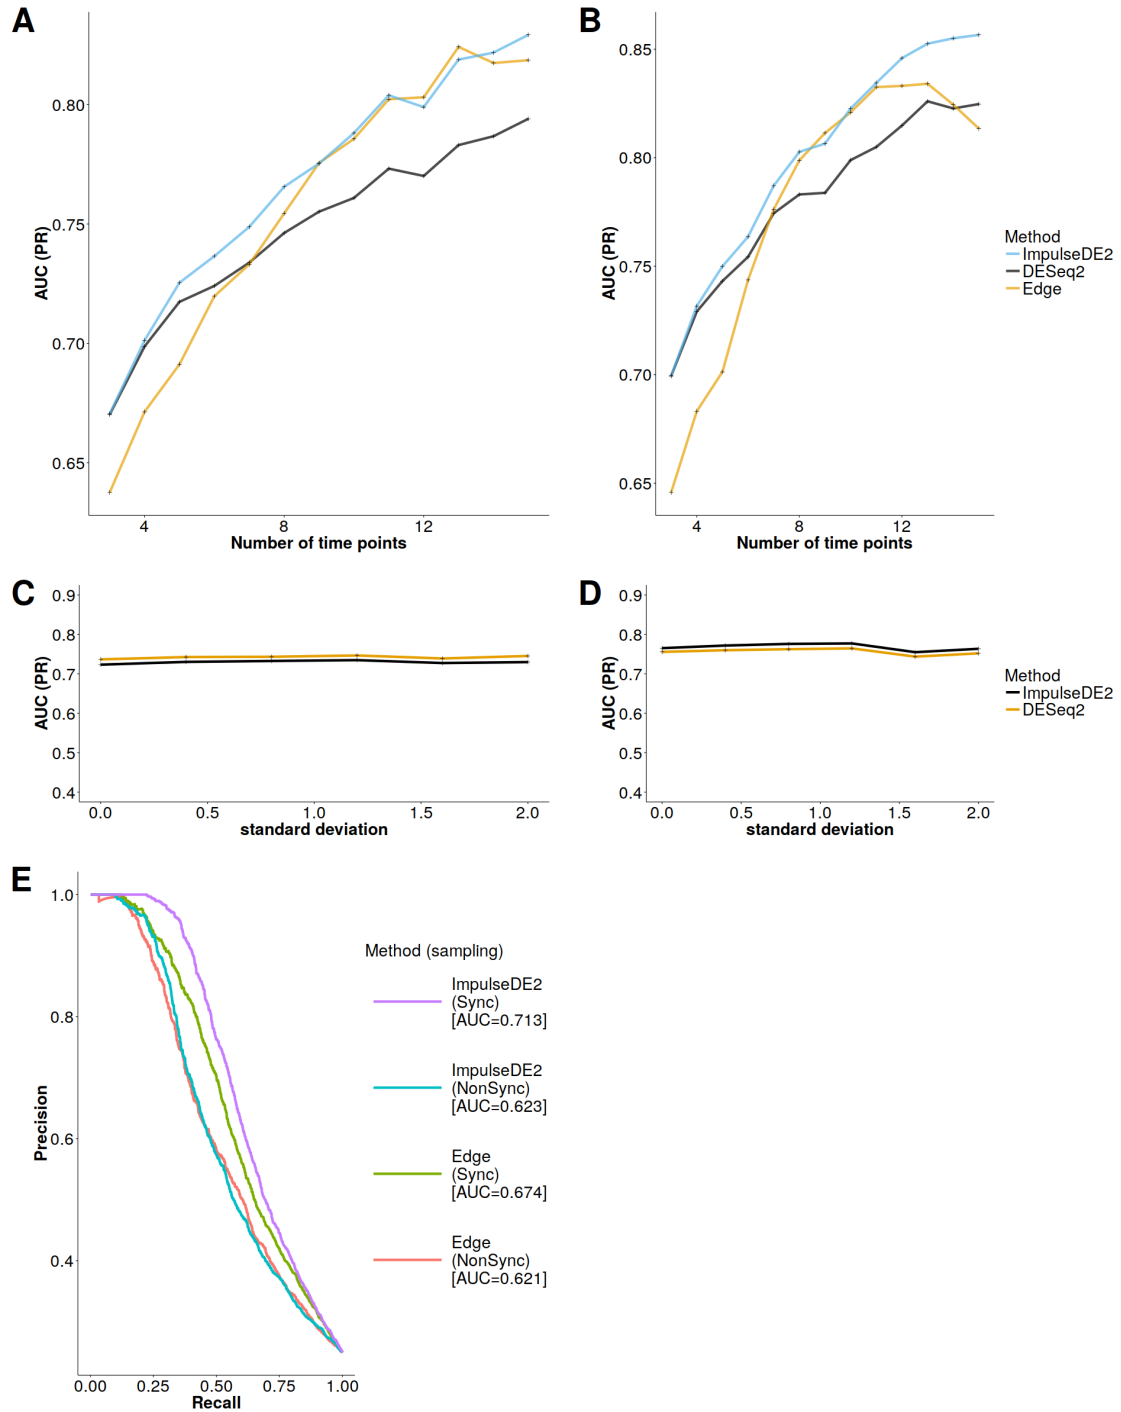 A
AUC (PR)
0.80
0.75
0.70
0.65
4
8
12
Number of time points
B
AUC (PR)
0.85
0.80
0.75
0.70
0.65
4
8
12
Number of time points
Method
ImpulseDE2
DESeq2
Edge
C
AUC (PR)
0.9
0.8
0.7
0.6
0.5
0.4
0.0
0.5
1.0
1.5
2.0
standard deviation
D
AUC (PR)
0.9
0.8
0.7
0.6
0.5
0.4
0.0
0.5
1.0
1.5
2.0
standard deviation
Method
ImpulseDE2
DESeq2
E
Precision
1.0
0.8
0.6
0.4
0.00
0.25
0.50
0.75
1.00
Recall
Method (sampling)
ImpulseDE2
(Sync)
[AUC=0.713]
ImpulseDE2
(NonSync)
[AUC=0.623]
Edge
(Sync)
[AUC=0.674]
Edge
(NonSync)
[AUC=0.621]